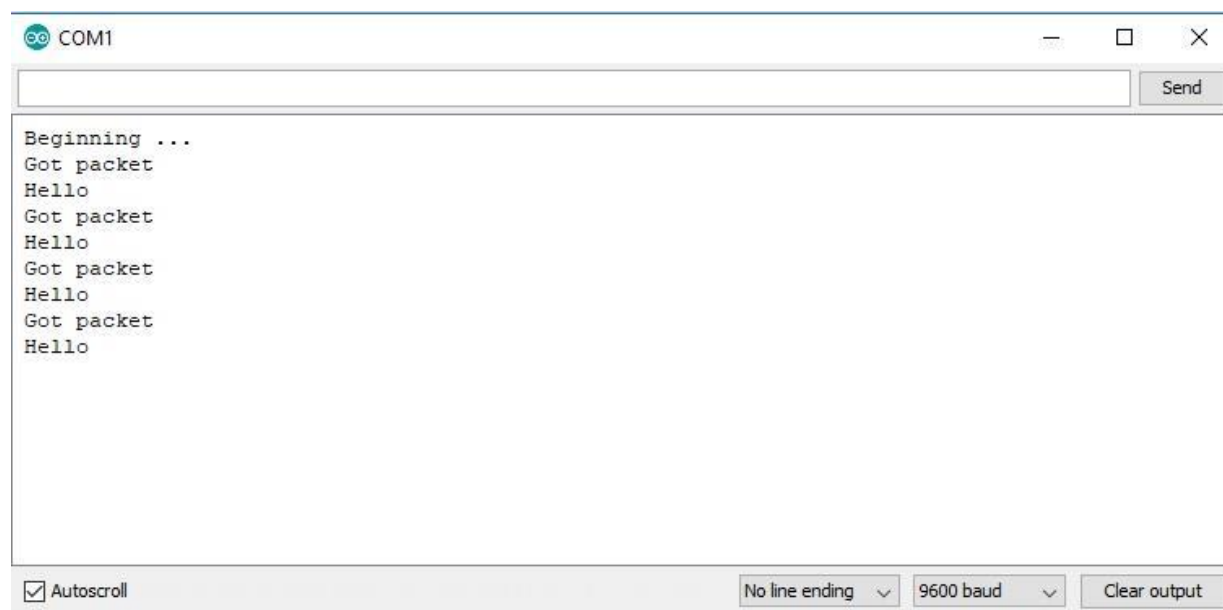 COM1
Send
Beginning ...
Got packet
Hello
Got packet
Hello
Got packet
Hello
Got packet
Hello
Autoscroll
No line ending
9600 baud
Clear output